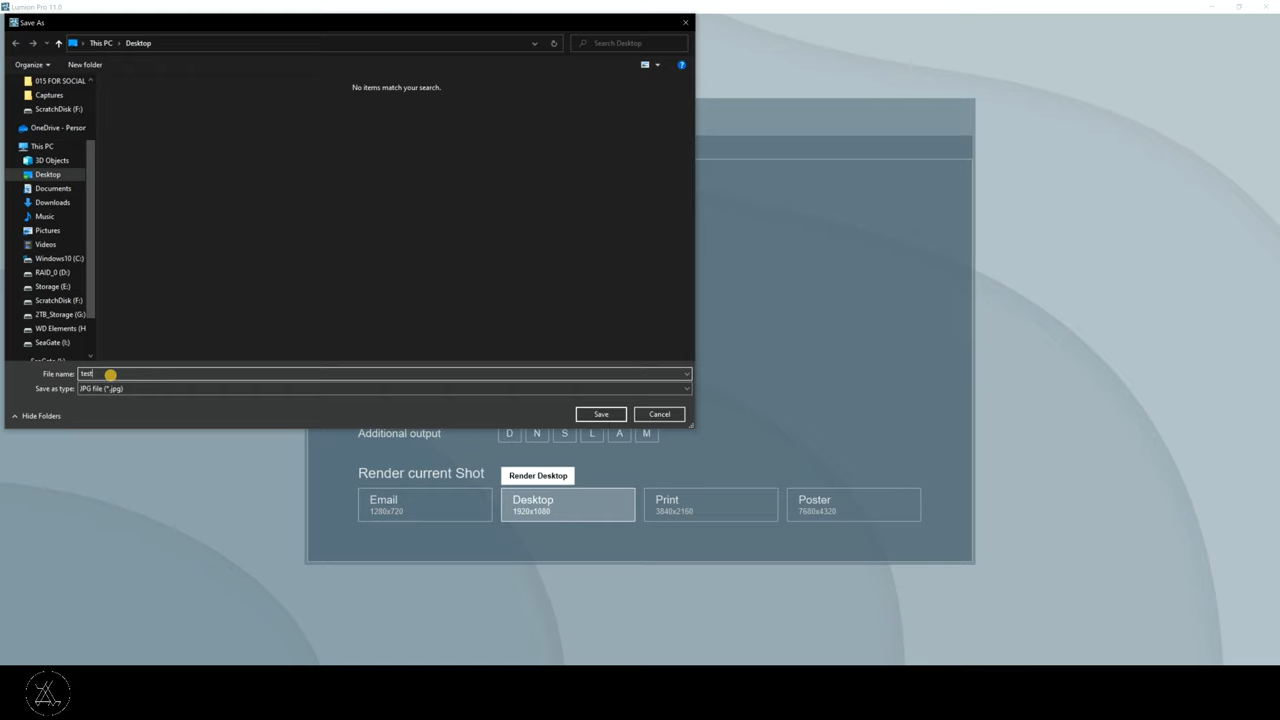 Lumion Pro 11.0
Save As
This PC > Desktop
Search Desktop
Organize
New folder
015 FOR SOCIAL
Captures
ScratchDisk (F:)
OneDrive - Person
This PC
3D Objects
Desktop
Documents
Downloads
Music
Pictures
Videos
Windows10 (C:)
RAID_0 (D:)
Storage (E:)
ScratchDisk (F:)
2TB_Storage (G:)
WD Elements (H
SeaGate (I:)
No items match your search.
File name: test
Save as type: JPG file (*.jpg)
Hide Folders
Save
Cancel
Additional output
D N S L A M
Render current Shot
Render Desktop
Email
1280x720
Desktop
1920x1080
Print
3840x2160
Poster
7680x4320